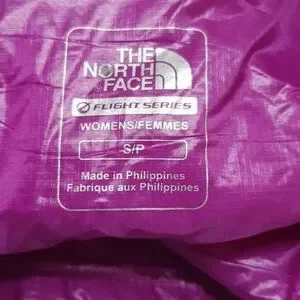 THE
NORTH
FACE
FLIGHT SERIES
WOMENS/FEMMES
S/P
Made in Philippines
Fabriqué aux Philippines